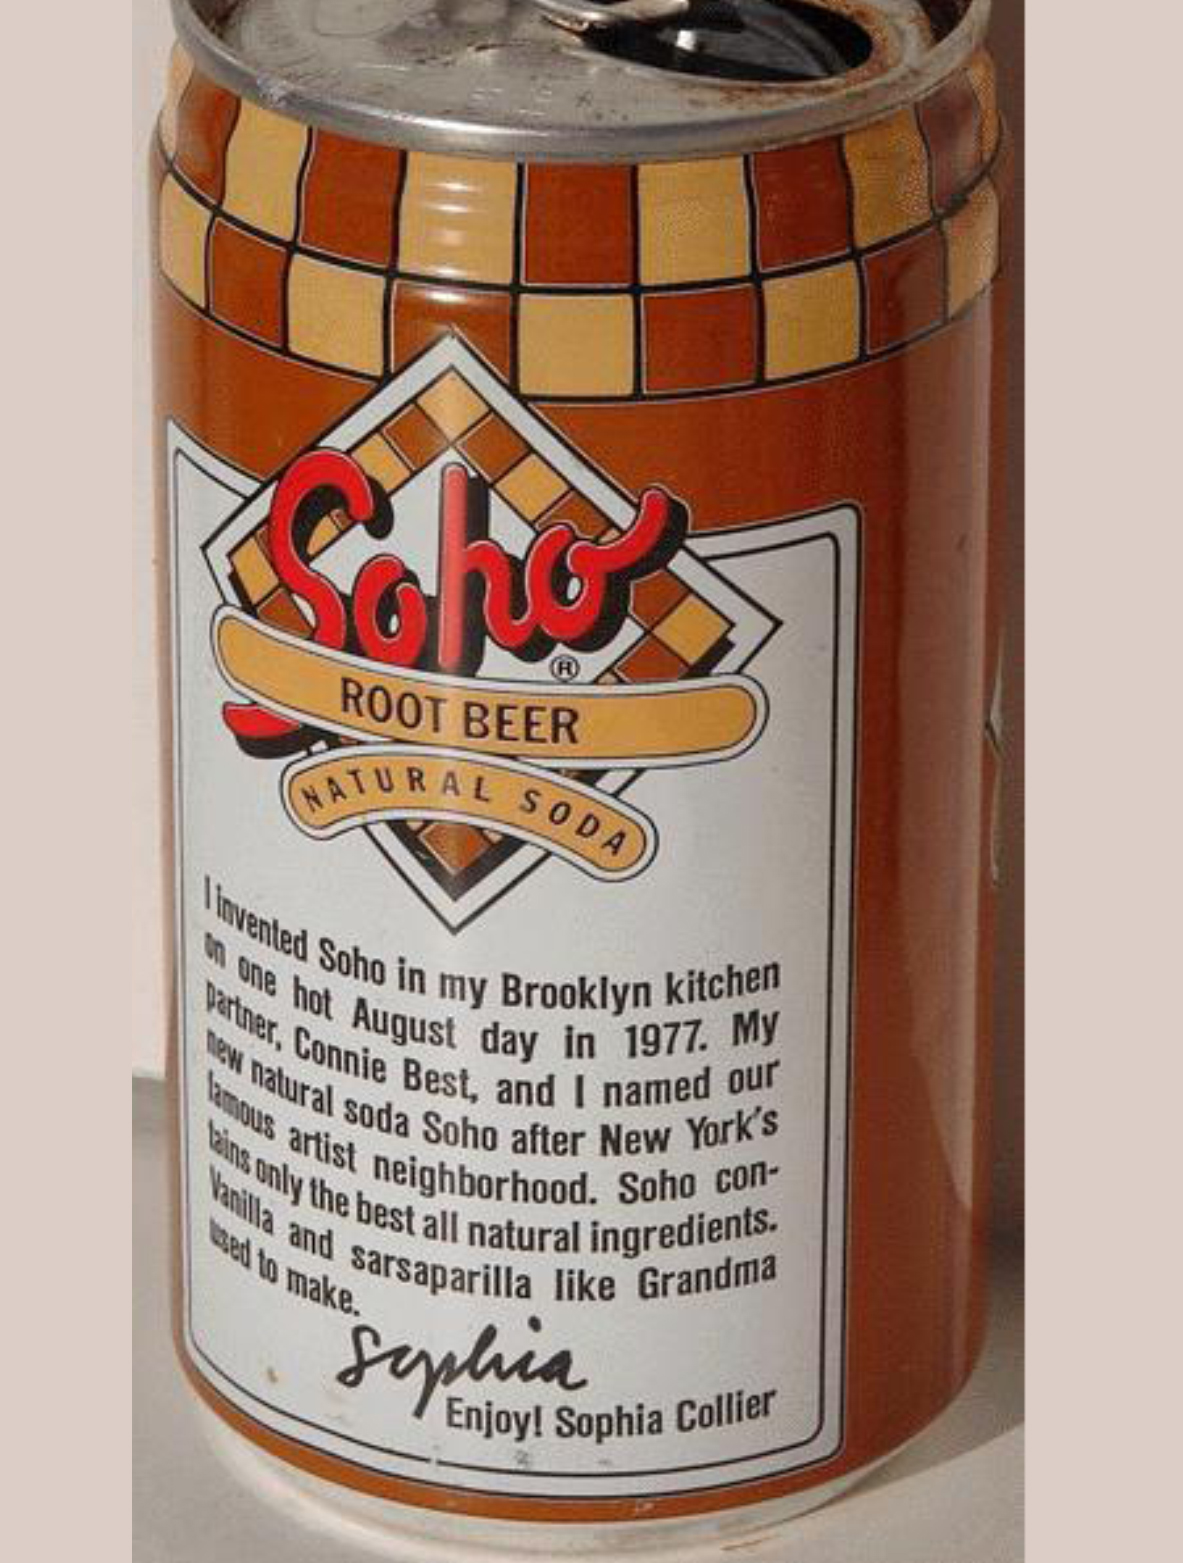 Soho®
ROOT BEER
NATURAL SODA
I invented Soho in my Brooklyn kitchen
on one hot August day in 1977. My
partner, Connie Best, and I named our
new natural soda Soho after New York's
famous artist neighborhood. Soho con-
tains only the best all natural ingredients.
Vanilla and sarsaparilla like Grandma
used to make.
Sophia
Enjoy! Sophia Collier